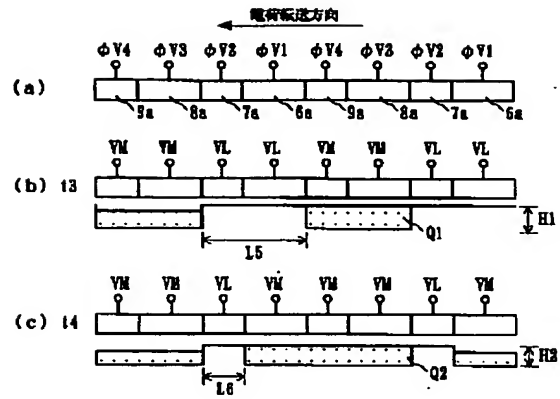 電荷転送方向
φV4 φV3 φV2 φV1 φV4 φV3 φV2 φV1
(a)
9a 8a 7a 6a 9a 8a 7a 6a
VM VM VL VL VM VM VL VL
(b) t3
Q1 H1
L5
VM VM VL VM VM VM VL VM
(c) t4
Q2 H2
L6